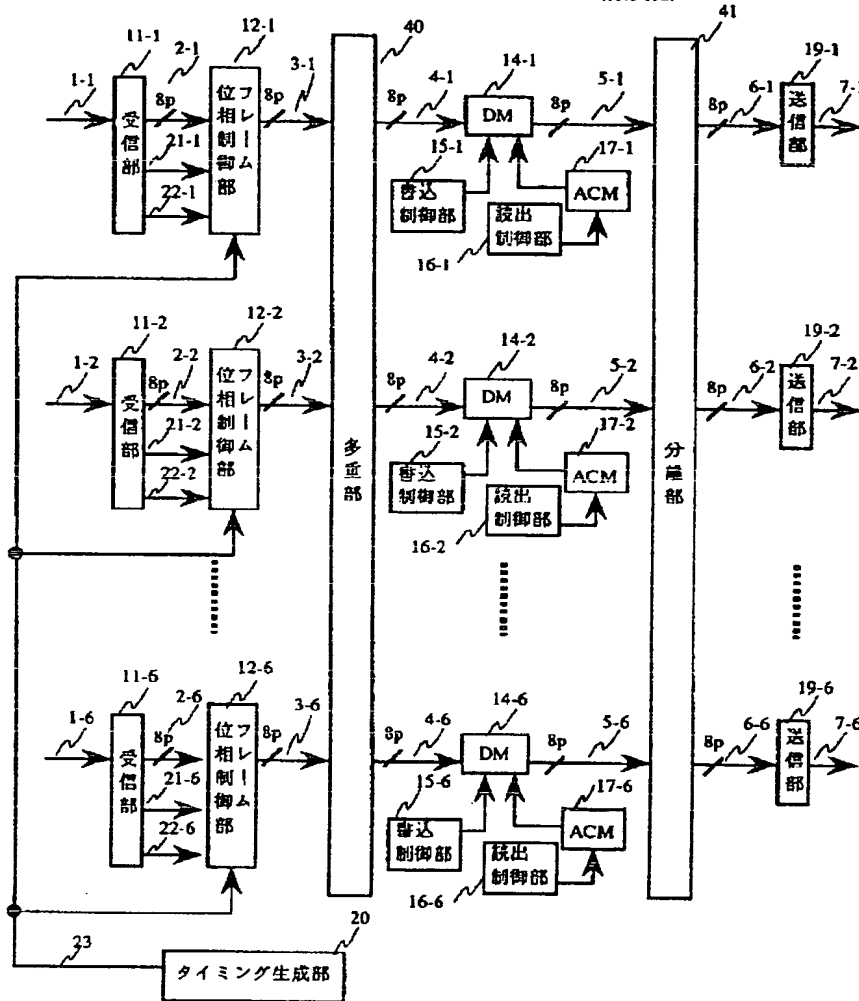 40
41
11-1
2-1
12-1
3-1
4-1
14-1
5-1
6-1
19-1
7-1
1-1
8p
受信部
21-1
22-1
フレーム
位相制御部
8p
8p
DM
8p
8p
送信部
15-1
書込
制御部
17-1
ACM
読出
制御部
16-1
11-2
2-2
12-2
3-2
4-2
14-2
5-2
6-2
19-2
7-2
1-2
8p
受信部
21-2
22-2
フレーム
位相制御部
8p
多重部
8p
DM
8p
分離部
8p
送信部
15-2
書込
制御部
17-2
ACM
読出
制御部
16-2
11-6
2-6
12-6
3-6
4-6
14-6
5-6
6-6
19-6
7-6
1-6
8p
受信部
21-6
22-6
フレーム
位相制御部
8p
8p
DM
8p
8p
送信部
15-6
書込
制御部
17-6
ACM
読出
制御部
16-6
23
20
タイミング生成部